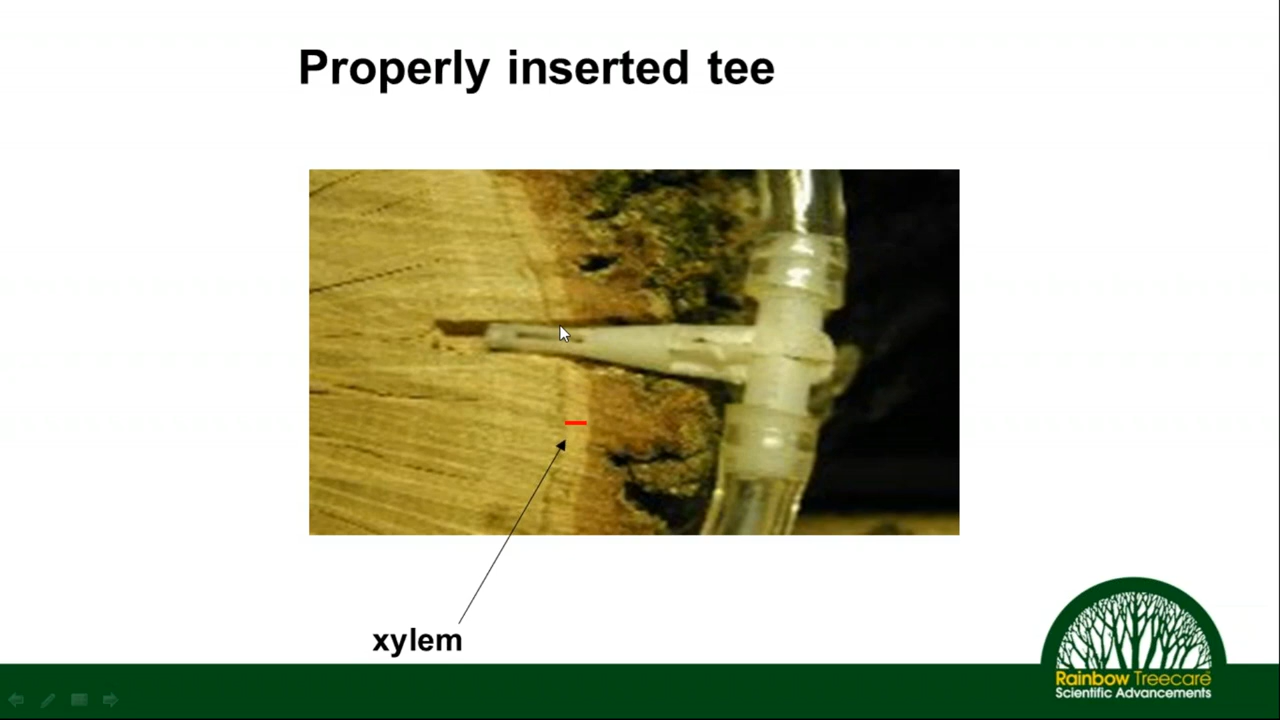 Properly inserted tee
xylem
Rainbow Treecare
Scientific Advancements